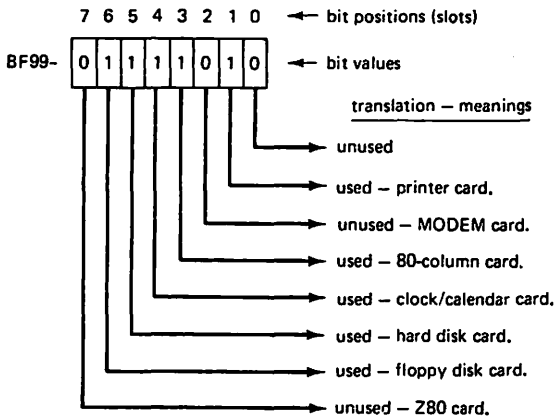 7 6 5 4 3 2 1 0 bit positions (slots)
BF99- 0 1 1 1 1 0 1 0 bit values
translation — meanings
unused
used — printer card.
unused — MODEM card.
used — 80-column card.
used — clock/calendar card.
used — hard disk card.
used — floppy disk card.
unused — Z80 card.